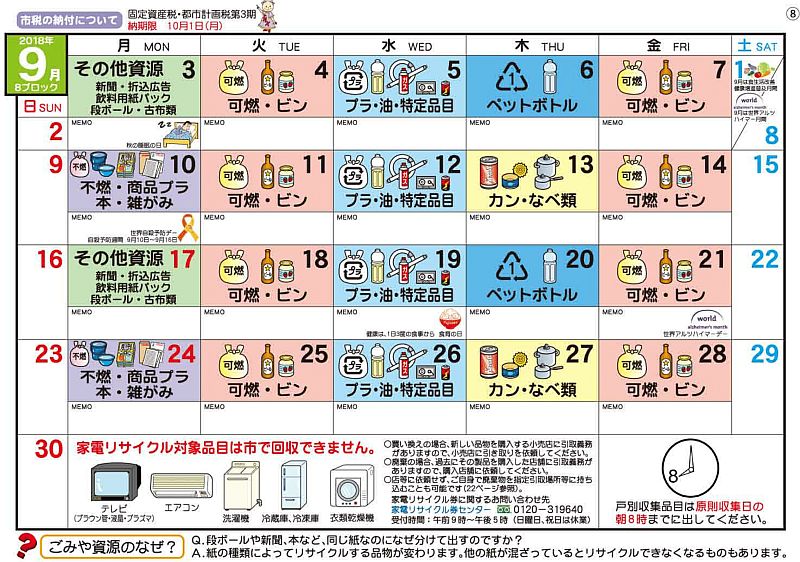 市税の納付について
固定資産税・都市計画税第3期
納期限 10月1日(月)
⑧
2018年
9月
Bブロック
日 SUN
月 MON
火 TUE
水 WED
木 THU
金 FRI
土 SAT
1
9月は食生活改善
健康増進普及月間
world
alzheimer's month
9月は世界アルツ
ハイマー月間
2
その他資源 3
新聞・折込広告
飲料用紙パック
段ボール・古布類
MEMO
秋の睡眠の日
可燃
4
可燃・ビン
MEMO
プラ
5
プラ・油・特定品目
MEMO
1
6
ペットボトル
MEMO
可燃
7
可燃・ビン
MEMO
8
9
不燃
10
不燃・商品プラ
本・雑がみ
MEMO
世界自殺予防デー
自殺予防週間 9月10日〜9月16日
可燃
11
可燃・ビン
MEMO
プラ
12
プラ・油・特定品目
MEMO
13
カン・なべ類
MEMO
可燃
14
可燃・ビン
MEMO
15
16
その他資源 17
新聞・折込広告
飲料用紙パック
段ボール・古布類
MEMO
可燃
18
可燃・ビン
MEMO
プラ
19
プラ・油・特定品目
MEMO
健康は、1日3度の食事から 食育の日
1
20
ペットボトル
MEMO
可燃
21
可燃・ビン
MEMO
world
alzheimer's month
世界アルツハイマーデー
22
23
不燃
24
不燃・商品プラ
本・雑がみ
MEMO
可燃
25
可燃・ビン
MEMO
プラ
26
プラ・油・特定品目
MEMO
27
カン・なべ類
MEMO
可燃
28
可燃・ビン
MEMO
29
30
家電リサイクル対象品目は市で回収できません。
テレビ
(ブラウン管・液晶・プラズマ)
エアコン
洗濯機
冷蔵庫、冷凍庫
衣類乾燥機
○買い換えの場合、新しい品物を購入する小売店に引取義務
がありますので、小売店に引き取りを依頼してください。
○廃棄の場合、過去にその製品を購入した店舗に引取義務が
ありますので、購入店舗に依頼してください。
○店等に依頼せず、ご自身で廃棄物を指定引取場所等に持ち
込むことも可能です(22ページ参照)。
家電リサイクル券に関するお問い合わせ先
家電リサイクル券センター 0120-319640
受付時間:午前9時〜午後5時(日曜日、祝日は休業)
8
戸別収集品目は原則収集日の
朝8時までに出してください。
ごみや資源のなぜ?
Q.段ボールや新聞、本など、同じ紙なのになぜ分けて出すのですか?
A.紙の種類によってリサイクルする品物が変わります。他の紙が混ざっているとリサイクルできなくなるものもあります。